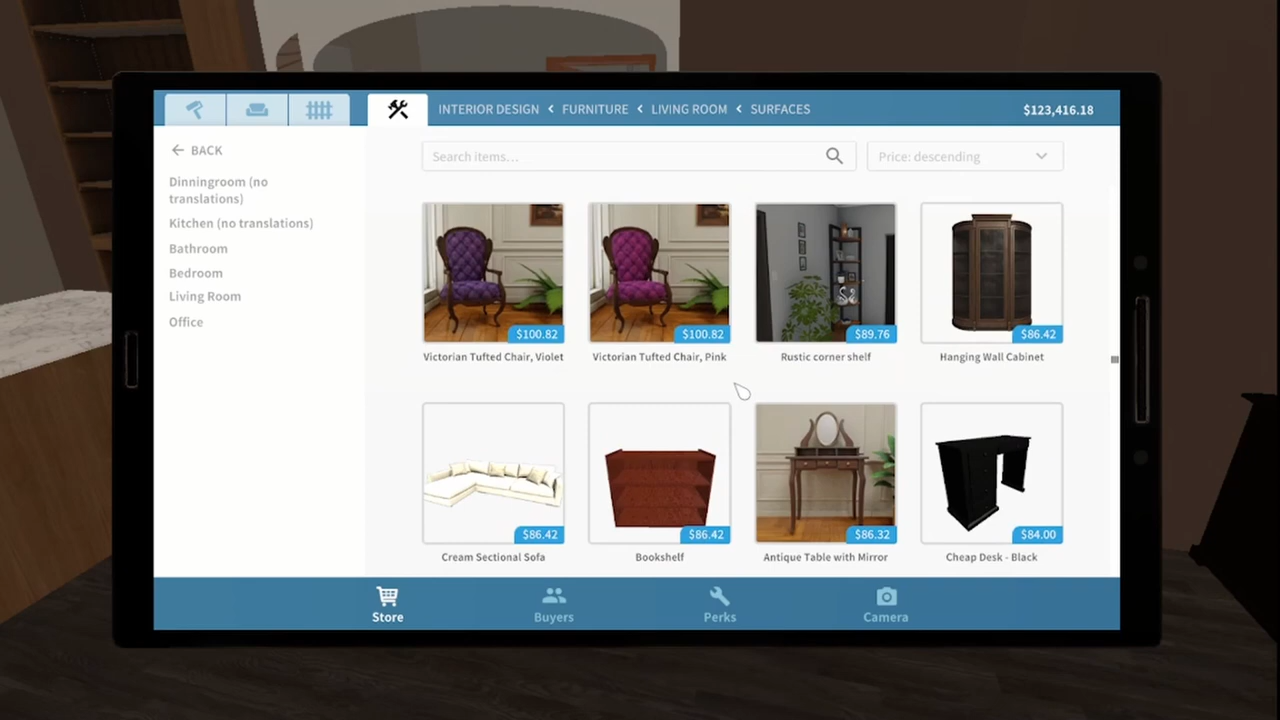 INTERIOR DESIGN < FURNITURE < LIVING ROOM < SURFACES
$123,416.18
BACK
Dinningroom (no
translations)
Kitchen (no translations)
Bathroom
Bedroom
Living Room
Office
Search items...
Price: descending
$100.82
$100.82
$89.76
$86.42
Victorian Tufted Chair, Violet
Victorian Tufted Chair, Pink
Rustic corner shelf
Hanging Wall Cabinet
$86.42
$86.42
$86.32
$84.00
Cream Sectional Sofa
Bookshelf
Antique Table with Mirror
Cheap Desk - Black
Store
Buyers
Perks
Camera